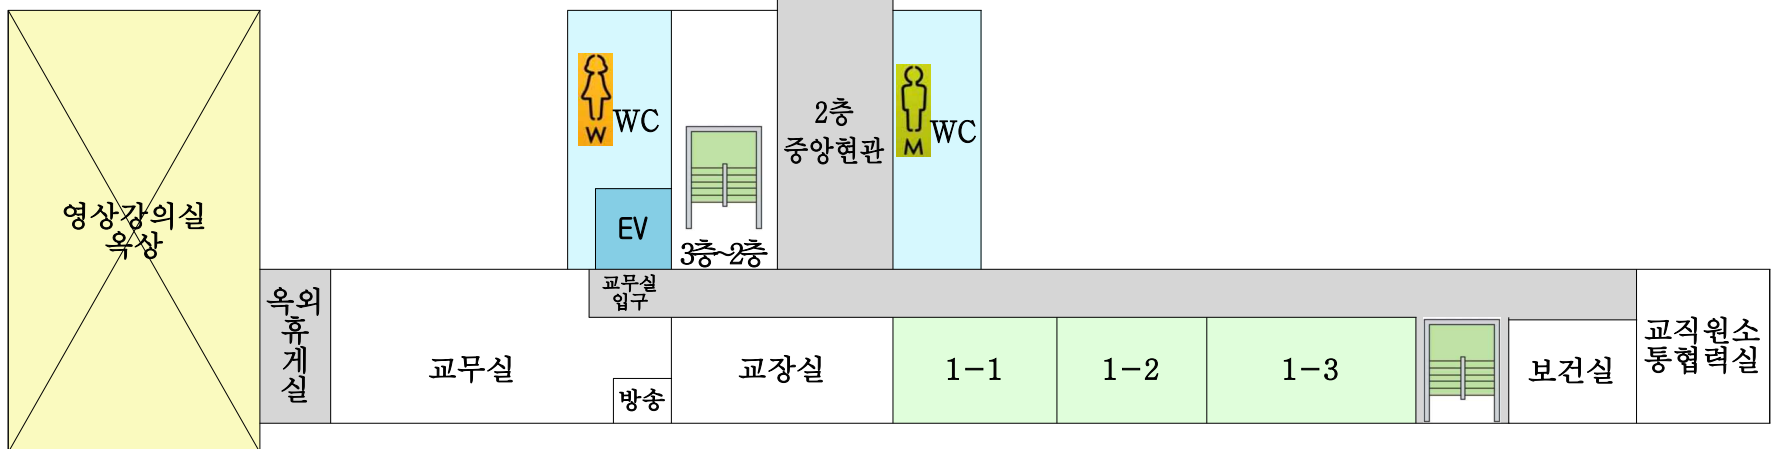 영상강의실
옥상
W
WC
EV
3층~2층
2층
중앙현관
M
WC
옥외
휴
게
실
교무실
교무실
입구
방송
교장실
1-1
1-2
1-3
보건실
교직원소
통협력실